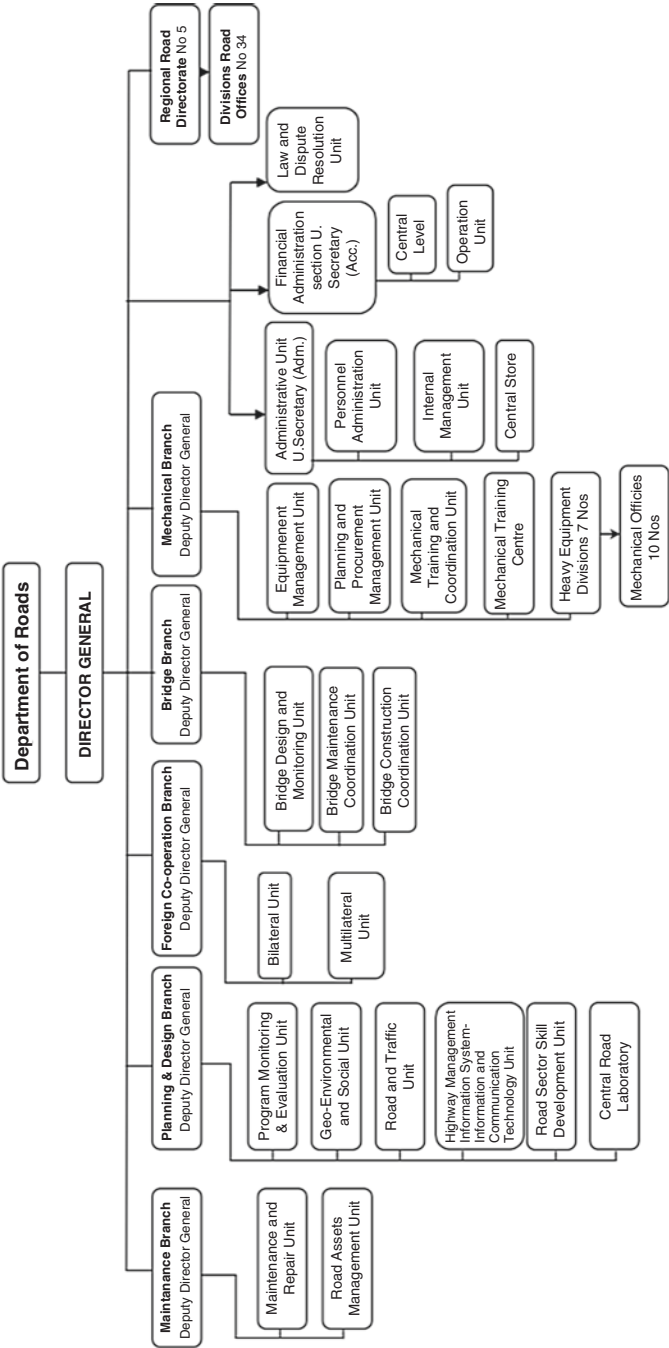 Department of Roads
DIRECTOR GENERAL
Maintanance Branch
Deputy Director General
Maintenance and
Repair Unit
Road Assets
Management Unit
Planning & Design Branch
Deputy Director General
Program Monitoring
& Evaluation Unit
Geo-Environmental
and Social Unit
Road and Traffic
Unit
Highway Management
Information System-
Information and
Communication
Technology Unit
Road Sector Skill
Development Unit
Central Road
Laboratory
Foreign Co-operation Branch
Deputy Director General
Bilateral Unit
Multilateral
Unit
Bridge Branch
Deputy Director General
Bridge Design and
Monitoring Unit
Bridge Maintenance
Coordination Unit
Bridge Construction
Coordination Unit
Mechanical Branch
Deputy Director General
Equipmenent
Management Unit
Planning and
Procurement
Management Unit
Mechanical
Training and
Coordination Unit
Mechanical Training
Centre
Heavy Equipment
Divisions 7 Nos
Mechanical Officies
10 Nos
Administrative Unit
U.Secretary (Adm.)
Personnel
Administration
Unit
Internal
Management
Unit
Central Store
Financial
Administration
section U.
Secretary
(Acc.)
Central
Level
Operation
Unit
Law and
Dispute
Resolution
Unit
Regional Road
Directorate No 5
Divisions Road
Offices No 34